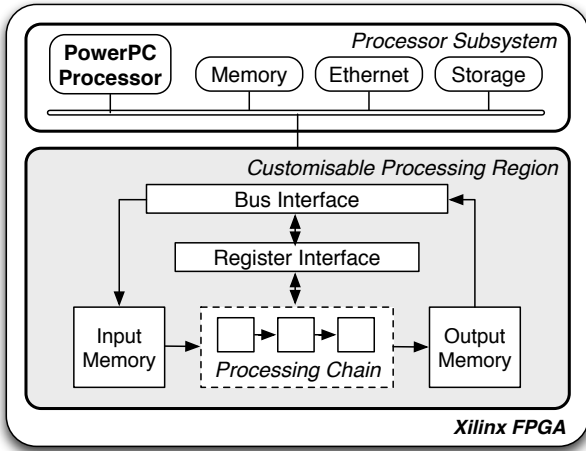 Processor Subsystem
PowerPC
Processor
Memory
Ethernet
Storage
Customisable Processing Region
Bus Interface
Register Interface
Input
Memory
Processing Chain
Output
Memory
Xilinx FPGA